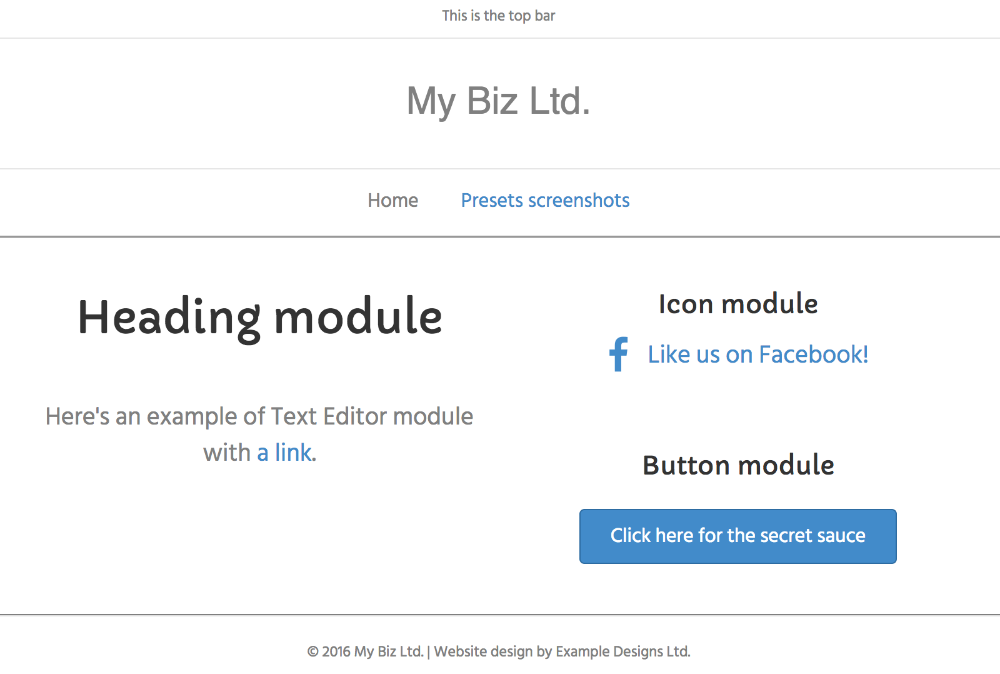 This is the top bar
My Biz Ltd.
Home Presets screenshots
Heading module
Here's an example of Text Editor module
with a link.
Icon module
Like us on Facebook!
Button module
Click here for the secret sauce
© 2016 My Biz Ltd. | Website design by Example Designs Ltd.